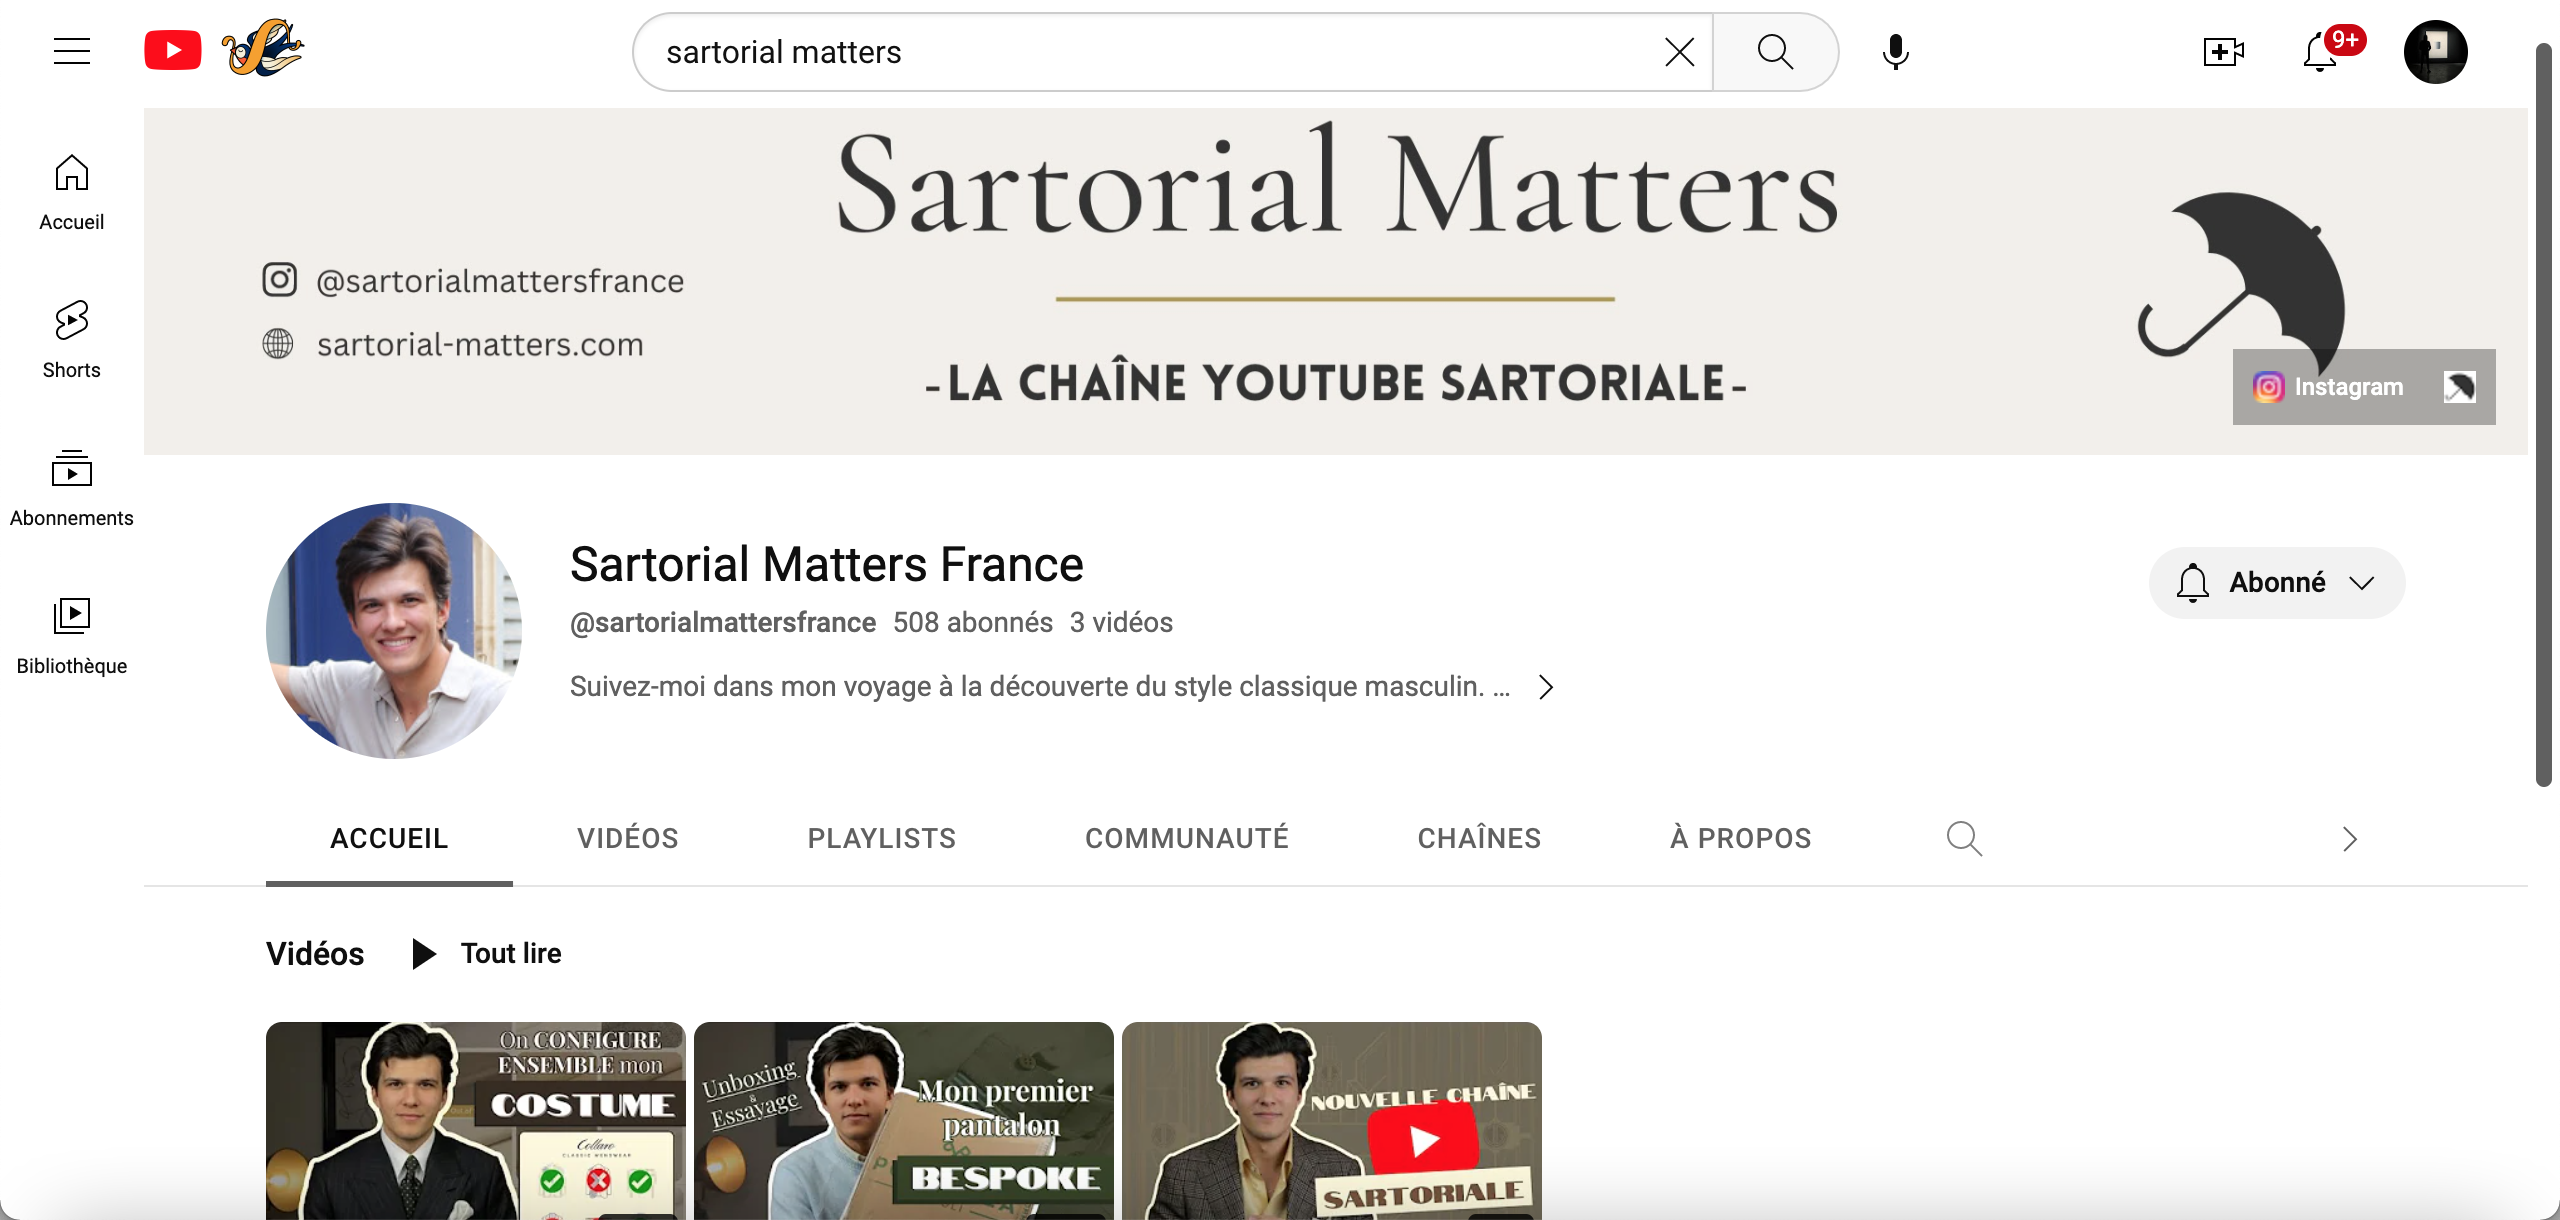 sartorial matters
9+
Accueil
Shorts
Abonnements
Bibliothèque
Sartorial Matters
@sartorialmattersfrance
sartorial-matters.com
-LA CHAÎNE YOUTUBE SARTORIALE-
Instagram
Sartorial Matters France
@sartorialmattersfrance 508 abonnés 3 vidéos
Suivez-moi dans mon voyage à la découverte du style classique masculin. ...
Abonné
ACCUEIL VIDÉOS PLAYLISTS COMMUNAUTÉ CHAÎNES À PROPOS
Vidéos Tout lire
On CONFIGURE
ENSEMBLE mon
COSTUME
Collaro
CLASSIC MENSWEAR
Unboxing
&
Essayage
Mon premier
pantalon
BESPOKE
NOUVELLE CHAÎNE
SARTORIALE